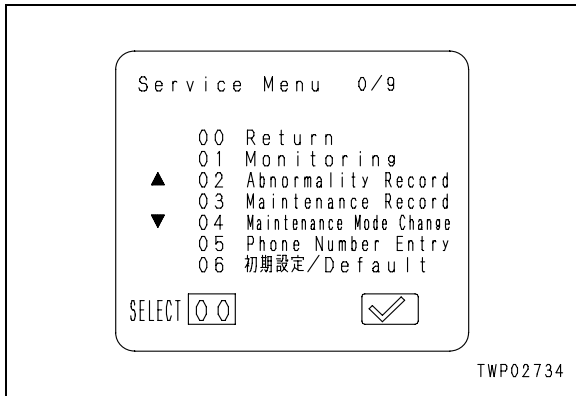 Service Menu 0/9
00 Return
01 Monitoring
▲ 02 Abnormality Record
03 Maintenance Record
▼ 04 Maintenance Mode Change
05 Phone Number Entry
06 初期設定/Default
SELECT 00
TWP02734